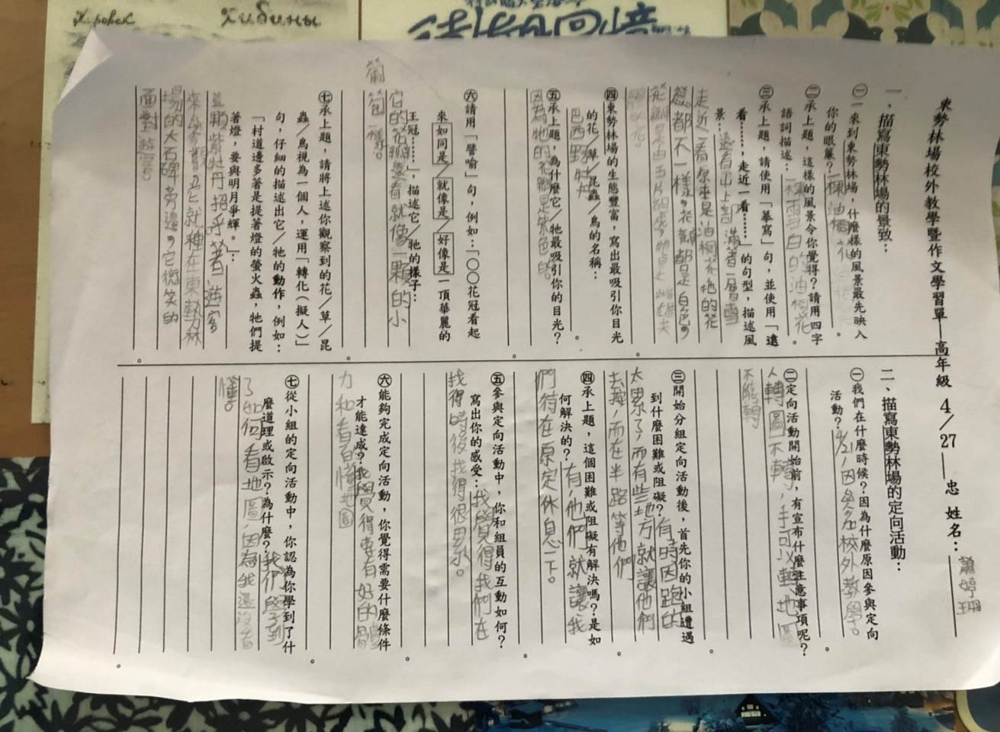 Кировск
Хибины
東勢林場校外教學暨作文學習單—高年級 4/27—忠 姓名：蕭婷珊
一、描寫東勢林場的景致：
㊀一來到東勢林場，什麼樣的風景最先映入
你的眼簾？一棵油桐花
㊁承上題，這樣的風景令你覺得？請用四字
語詞描述：一棵雪白的油桐花
㊂承上題，請使用「摹寫」句，並使用「遠
看……，走近一看……」的句型，描述風
景：遠看山上部滿著一層雪
走近一看原來是油桐花牠的花
都不一樣，花瓣都是白色，
花瓣是由五片組成，
㊃東勢林場的生態豐富，寫出最吸引你目光
的花／草／昆蟲／鳥的名稱：
巴西野牡丹
㊄承上題，為什麼它／牠最吸引你的目光？
因為牠的花瓣是紫色的
㊅請用「譬喻」句，例如：「○○花冠看起
來如同是／就像是／好像是一頂華麗的
王冠……」，描述它／牠的樣子：
它的花瓣遠看就像一顆的小
葡萄一樣。
㊆承上題，請將上述你觀察到的花／草／昆
蟲／鳥視為一個人，運用「轉化（擬人）」
句，仔細的描述出它／牠的動作，例如：
「村道邊多著是提著燈的螢火蟲，牠們提
著燈，要與明月爭輝。」：
野牡丹招呼著遊客
來參觀，它就種在東勢林
場的大石碑旁邊，它微笑的
面對遊客。
二、描寫東勢林場的定向活動：
㊀我們在什麼時候？因為什麼原因參與定向
活動？4/21，因參加校外教學。
㊁定向活動開始前，有宣布什麼注意事項呢？
人轉圖不轉，手可以轉地圖
不能轉
㊂開始分組定向活動後，首先你的小組遭遇
到什麼困難或阻礙？有時因跑的
太累了，而有些地方就讓他們
去按，而在半路等他們
㊃承上題，這個困難或阻礙有解決嗎？是如
何解決的？有，他們就讓我
們待在原定休息一下。
㊄參與定向活動中，你和組員的互動如何？
寫出你的感受：我覺得我們在
找得時後找得很累。
㊅能夠完成定向活動，你覺得需要什麼條件
才能達成？我覺得要有好的體
力和看的懂地圖
㊆從小組的定向活動中，你認為你學到了什
麼道理或啟示？為什麼？我們學到
了如何看地圖，因為我還沒看
懂。